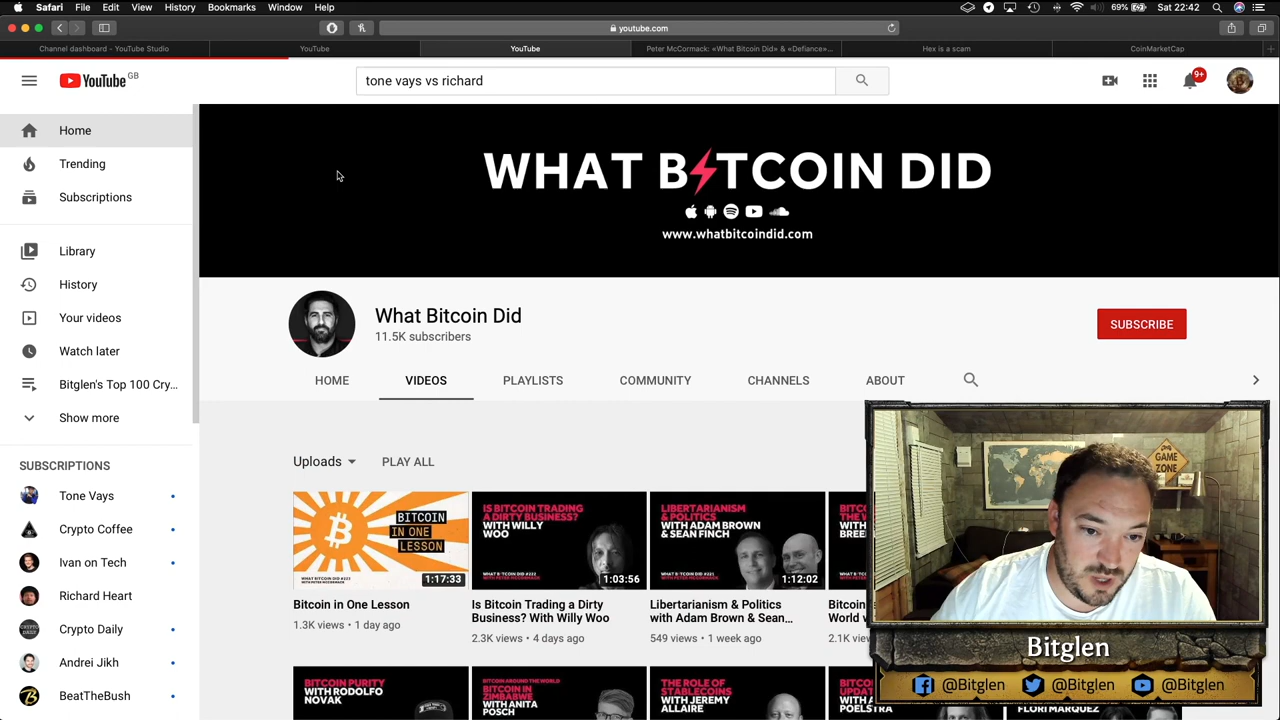 Safari File Edit View History Bookmarks Window Help 69% Sat 22:42
youtube.com
Channel dashboard - YouTube Studio YouTube YouTube Peter McCormack: «What Bitcoin Did» & «Defiance»... Hex is a scam CoinMarketCap
YouTube GB
tone vays vs richard
9+
Home
Trending
Subscriptions
Library
History
Your videos
Watch later
Bitglen's Top 100 Cry...
Show more
SUBSCRIPTIONS
Tone Vays
Crypto Coffee
Ivan on Tech
Richard Heart
Crypto Daily
Andrei Jikh
BeatTheBush
WHAT B TCOIN DID
www.whatbitcoindid.com
What Bitcoin Did
11.5K subscribers
SUBSCRIBE
HOME VIDEOS PLAYLISTS COMMUNITY CHANNELS ABOUT
Uploads PLAY ALL
BITCOIN
IN ONE
LESSON
1:17:33
Bitcoin in One Lesson
1.3K views • 1 day ago
IS BITCOIN TRADING
A DIRTY BUSINESS?
WITH WILLY
WOO
1:03:56
Is Bitcoin Trading a Dirty
Business? With Willy Woo
2.3K views • 4 days ago
LIBERTARIANISM
& POLITICS
WITH ADAM BROWN
& SEAN FINCH
1:12:02
Libertarianism & Politics
with Adam Brown & Sean...
549 views • 1 week ago
BITCOIN PURITY
WITH RODOLFO
NOVAK
BITCOIN IN
ZIMBABWE
WITH ANITA
POSCH
THE ROLE OF
STABLECOINS
WITH JEREMY
ALLAIRE
FLORI MARQUEZ
GAME
ZONE
Bitglen
@Bitglen @Bitglen @Bitglen